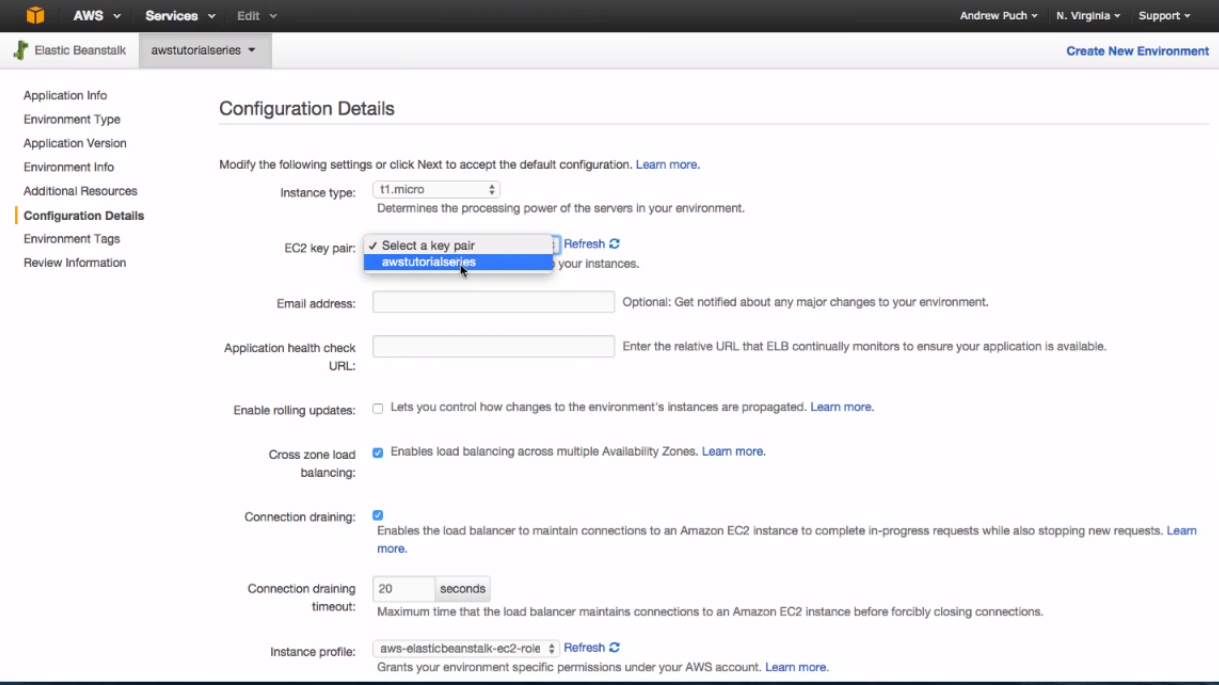 AWS Services Edit Andrew Puch N. Virginia Support
Elastic Beanstalk awstutorialseries Create New Environment
Application Info
Environment Type
Application Version
Environment Info
Additional Resources
Configuration Details
Environment Tags
Review Information
Configuration Details
Modify the following settings or click Next to accept the default configuration. Learn more.
Instance type: t1.micro
Determines the processing power of the servers in your environment.
EC2 key pair: ✓ Select a key pair Refresh
awstutorialseries
your instances.
Email address: Optional: Get notified about any major changes to your environment.
Application health check Enter the relative URL that ELB continually monitors to ensure your application is available.
URL:
Enable rolling updates: Lets you control how changes to the environment's instances are propagated. Learn more.
Cross zone load Enables load balancing across multiple Availability Zones. Learn more.
balancing:
Connection draining:
Enables the load balancer to maintain connections to an Amazon EC2 instance to complete in-progress requests while also stopping new requests. Learn
more.
Connection draining 20 seconds
timeout:
Maximum time that the load balancer maintains connections to an Amazon EC2 instance before forcibly closing connections.
Instance profile: aws-elasticbeanstalk-ec2-role Refresh
Grants your environment specific permissions under your AWS account. Learn more.